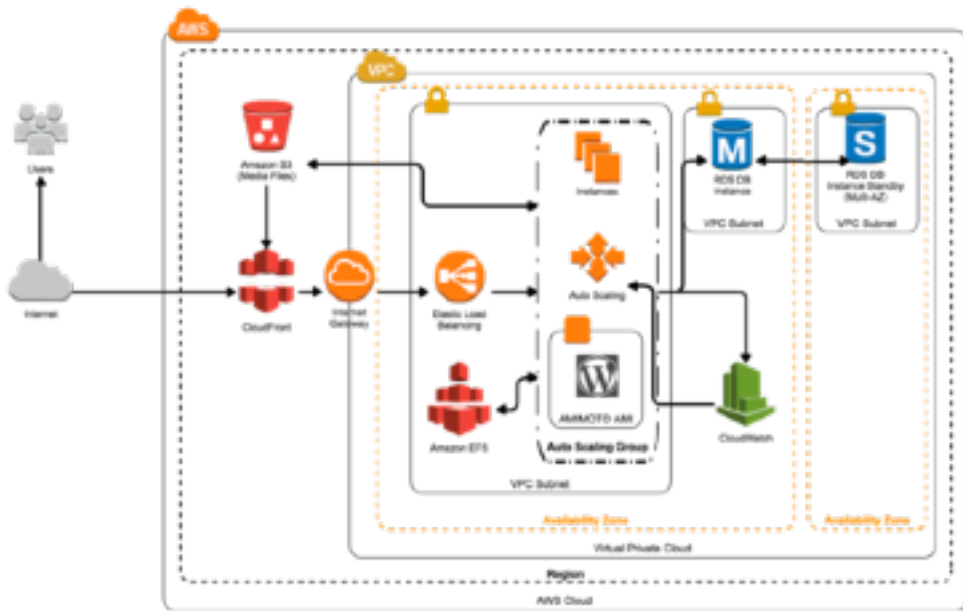 AWS
VPC
Users
Internet
Amazon S3
(Media Files)
CloudFront
Internet
Gateway
Elastic Load
Balancing
Amazon EFS
Instances
Auto Scaling
AMIMOTO AMI
Auto Scaling Group
VPC Subnet
M
RDS DB
Instance
VPC Subnet
S
RDS DB
Instance Standby
(Multi-AZ)
VPC Subnet
CloudWatch
Availability Zone
Availability Zone
Virtual Private Cloud
Region
AWS Cloud